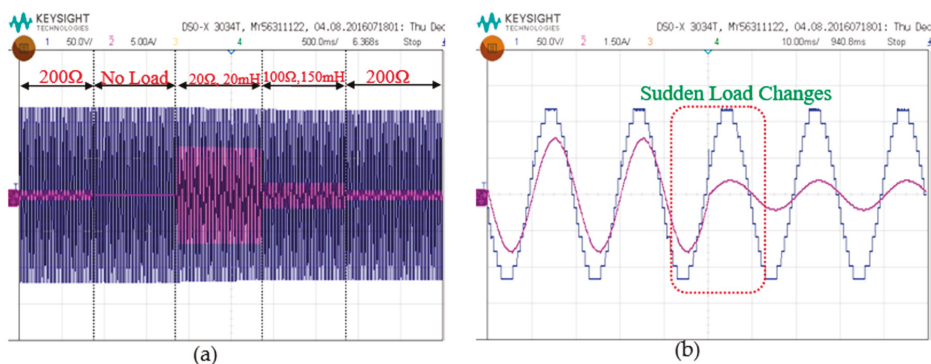 KEYSIGHT
TECHNOLOGIES
DSO-X 3034T, MY56311122, 04.08.2016071801: Thu Dec
1 50.0V/ 2 5.00A/ 3 4 500.0ms/ 6.368s Stop
200Ω No Load 20Ω, 20mH 100Ω, 150mH 200Ω
(a)
KEYSIGHT
TECHNOLOGIES
DSO-X 3034T, MY56311122, 04.08.2016071801: Thu Dec
1 50.0V/ 2 1.50A/ 3 4 10.00ms/ 940.8ms Stop
Sudden Load Changes
(b)